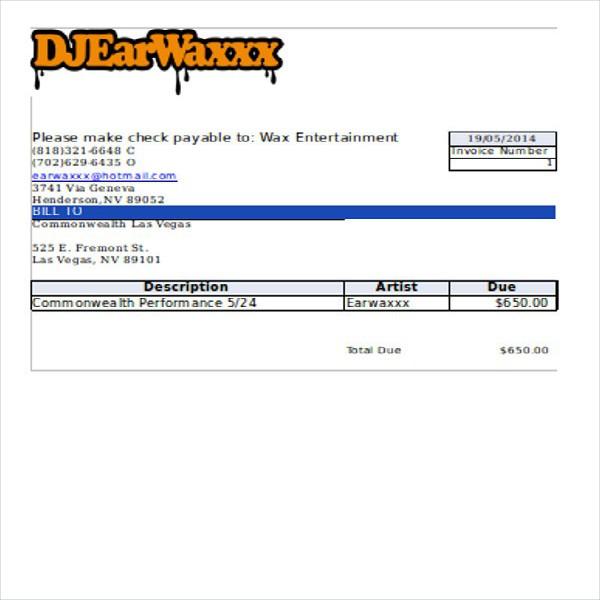 DJEarWaxxx
Please make check payable to: Wax Entertainment
19/05/2014
(818)321-6648 C
Invoice Number
(702)629-6435 O
1
earwaxxx@hotmail.com
3741 Via Geneva
Henderson,NV 89052
BILL TO
Commonwealth Las Vegas
525 E. Fremont St.
Las Vegas, NV 89101
Description Artist Due
Commonwealth Performance 5/24 Earwaxxx $650.00
Total Due $650.00